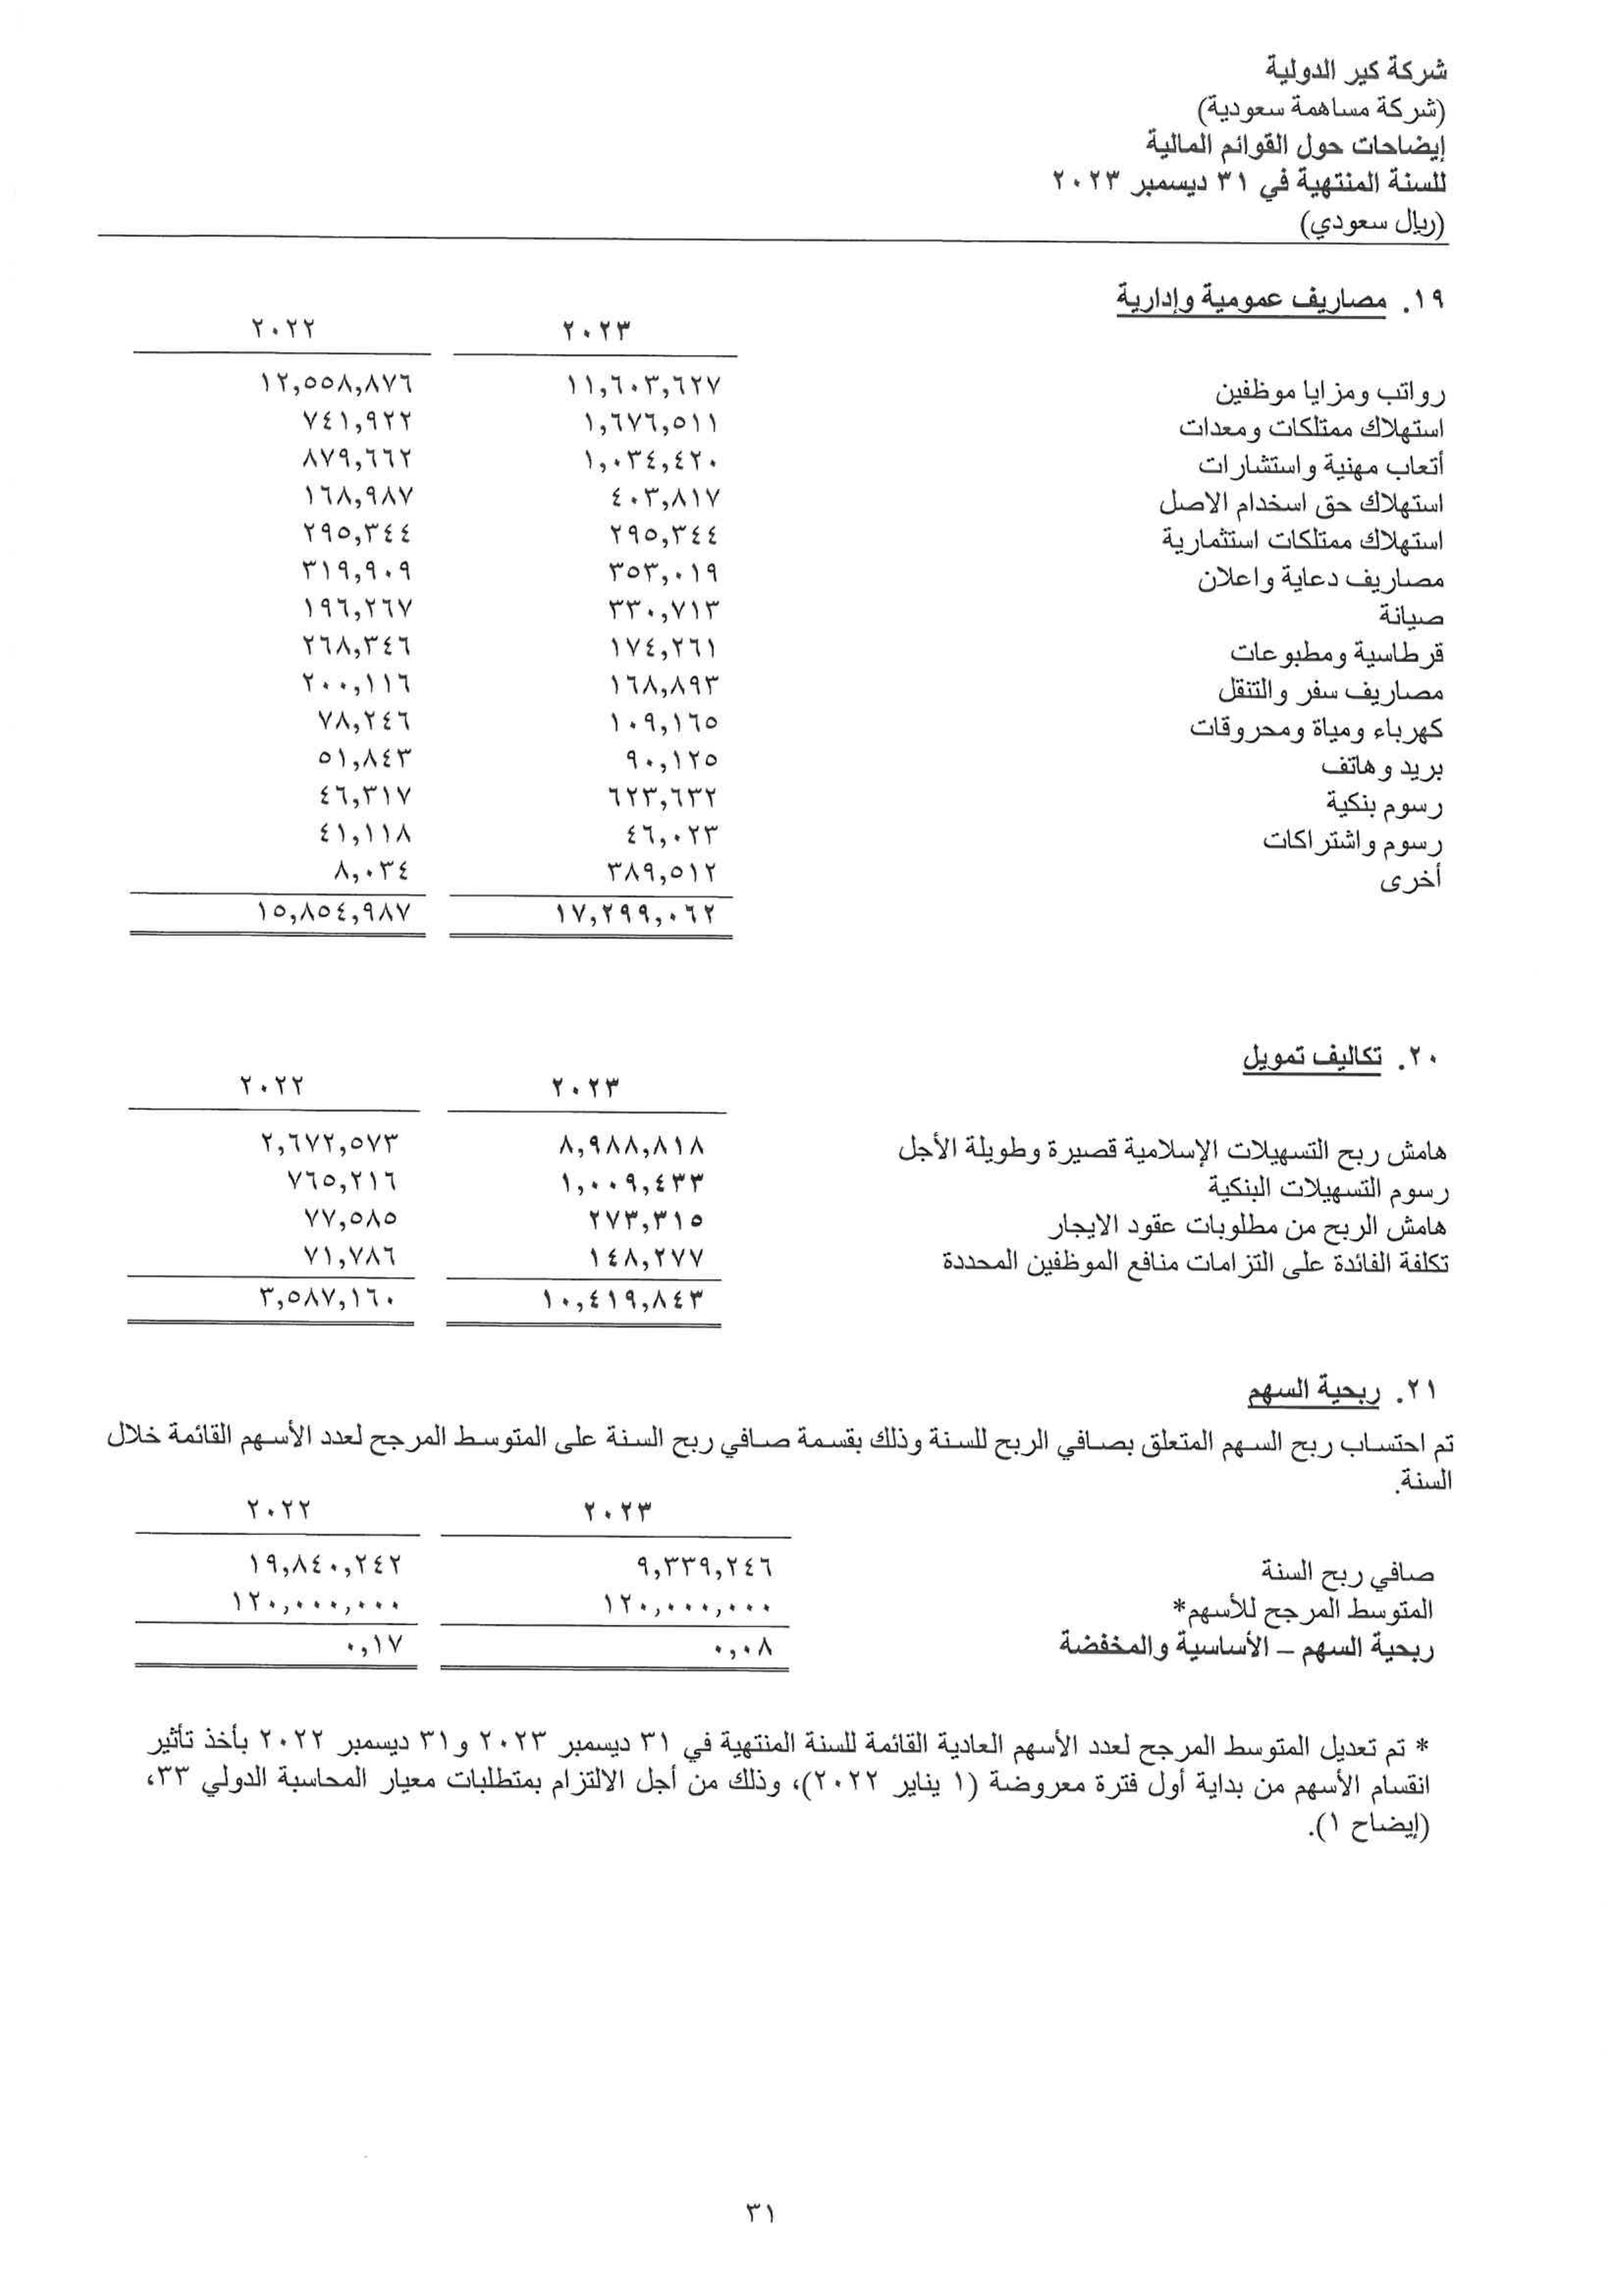 شركة كير الدولية
(شركة مساهمة سعودية)
إيضاحات حول القوائم المالية
للسنة المنتهية في ٣١ ديسمبر ٢٠٢٣
(ريال سعودي)
١٩. مصاريف عمومية وإدارية
٢٠٢٣ ٢٠٢٢
رواتب ومزايا موظفين ١١,٦٠٣,٦٢٧ ١٢,٥٥٨,٨٧٦
استهلاك ممتلكات ومعدات ١,٦٧٦,٥١١ ٧٤١,٩٢٢
أتعاب مهنية واستشارات ١,٠٣٤,٤٢٠ ٨٧٩,٦٦٢
استهلاك حق اسخدام الاصل ٤٠٣,٨١٧ ١٦٨,٩٨٧
استهلاك ممتلكات استثمارية ٢٩٥,٣٤٤ ٢٩٥,٣٤٤
مصاريف دعاية واعلان ٣٥٣,٠١٩ ٣١٩,٩٠٩
صيانة ٣٣٠,٧١٣ ١٩٦,٢٦٧
قرطاسية ومطبوعات ١٧٤,٢٦١ ٢٦٨,٣٤٦
مصاريف سفر والتنقل ١٦٨,٨٩٣ ٢٠٠,١١٦
كهرباء ومياة ومحروقات ١٠٩,١٦٥ ٧٨,٢٤٦
بريد وهاتف ٩٠,١٢٥ ٥١,٨٤٣
رسوم بنكية ٦٢٣,٦٣٢ ٤٦,٣١٧
رسوم واشتراكات ٤٦,٠٢٣ ٤١,١١٨
أخرى ٣٨٩,٥١٢ ٨,٠٣٤
١٧,٢٩٩,٠٦٢ ١٥,٨٥٤,٩٨٧
٢٠. تكاليف تمويل
٢٠٢٣ ٢٠٢٢
هامش ربح التسهيلات الإسلامية قصيرة وطويلة الأجل ٨,٩٨٨,٨١٨ ٢,٦٧٢,٥٧٣
رسوم التسهيلات البنكية ١,٠٠٩,٤٣٣ ٧٦٥,٢١٦
هامش الربح من مطلوبات عقود الايجار ٢٧٣,٣١٥ ٧٧,٥٨٥
تكلفة الفائدة على التزامات منافع الموظفين المحددة ١٤٨,٢٧٧ ٧١,٧٨٦
١٠,٤١٩,٨٤٣ ٣,٥٨٧,١٦٠
٢١. ربحية السهم
تم احتساب ربح السهم المتعلق بصافي الربح للسنة وذلك بقسمة صافي ربح السنة على المتوسط المرجح لعدد الأسهم القائمة خلال
السنة.
٢٠٢٣ ٢٠٢٢
صافي ربح السنة ٩,٣٣٩,٢٤٦ ١٩,٨٤٠,٢٤٢
المتوسط المرجح للأسهم* ١٢٠,٠٠٠,٠٠٠ ١٢٠,٠٠٠,٠٠٠
ربحية السهم – الأساسية والمخفضة ٠,٠٨ ٠,١٧
* تم تعديل المتوسط المرجح لعدد الأسهم العادية القائمة للسنة المنتهية في ٣١ ديسمبر ٢٠٢٣ و٣١ ديسمبر ٢٠٢٢ بأخذ تأثير
انقسام الأسهم من بداية أول فترة معروضة (١ يناير ٢٠٢٢)، وذلك من أجل الالتزام بمتطلبات معيار المحاسبة الدولي ٣٣،
(إيضاح ١).
٣١